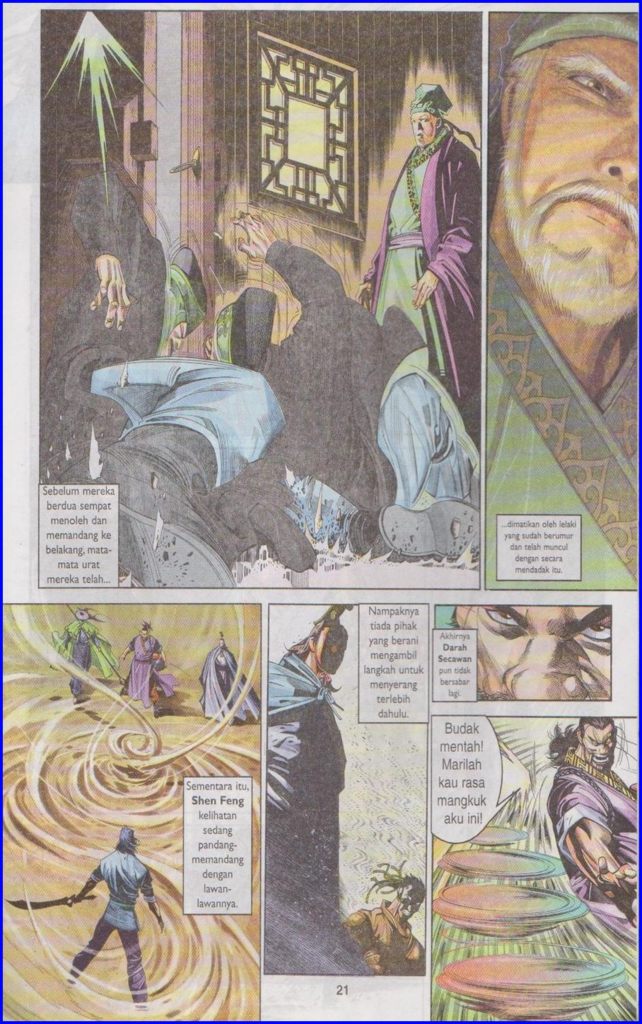 Sebelum mereka
berdua sempat
menoleh dan
memandang ke
belakang, mata-
mata urat
mereka telah...
...dimatikan oleh lelaki
yang sudah berumur
dan telah muncul
dengan secara
mendadak itu.
Sementara itu,
Shen Feng
kelihatan
sedang
pandang-
memandang
dengan
lawan-
lawannya.
Nampaknya
tiada pihak
yang berani
mengambil
langkah untuk
menyerang
terlebih
dahulu.
Akhirnya
Darah
Secawan
pun tidak
bersabar
lagi.
Budak
mentah!
Marilah
kau rasa
mangkuk
aku ini!
21